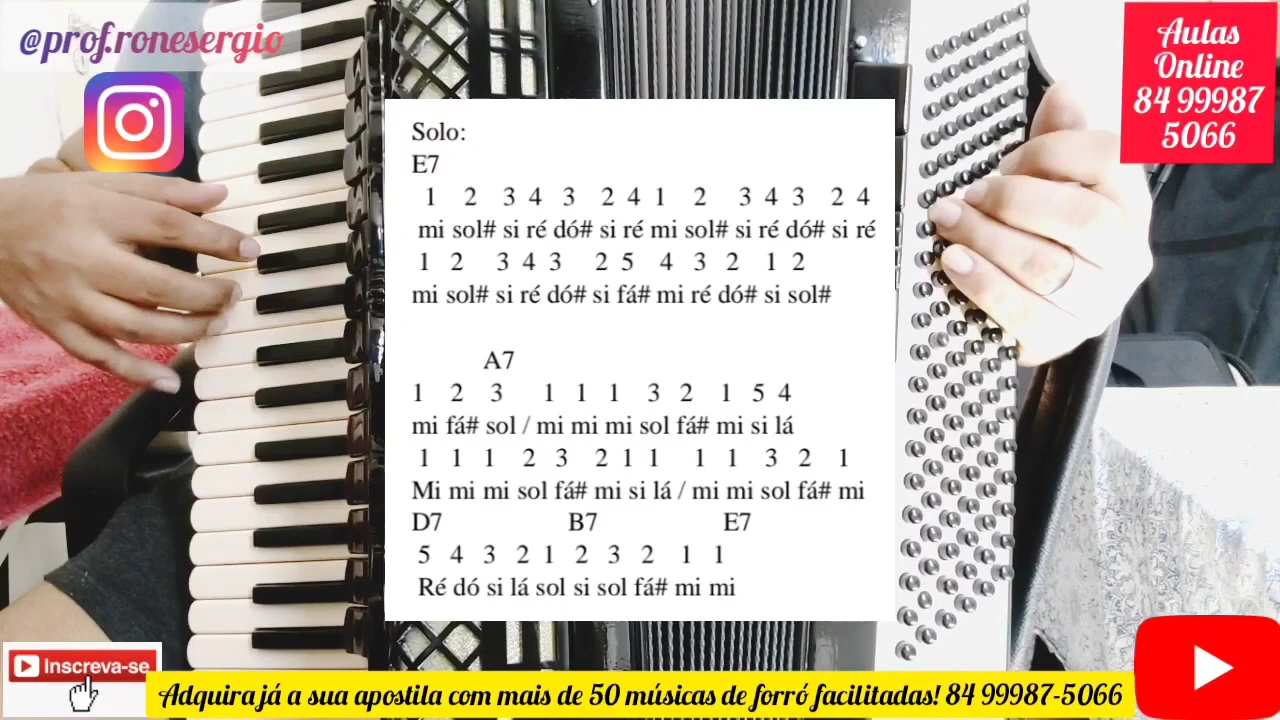 @prof.ronesergio
Aulas
Online
84 99987
5066
Solo:
E7
1 2 3 4 3 2 4 1 2 3 4 3 2 4
mi sol# si ré dó# si ré mi sol# si ré dó# si ré
1 2 3 4 3 2 5 4 3 2 1 2
mi sol# si ré dó# si fá# mi ré dó# si sol#
A7
1 2 3 1 1 1 3 2 1 5 4
mi fá# sol / mi mi mi sol fá# mi si lá
1 1 1 2 3 2 1 1 1 1 3 2 1
Mi mi mi sol fá# mi si lá / mi mi sol fá# mi
D7 B7 E7
5 4 3 2 1 2 3 2 1 1
Ré dó si lá sol si sol fá# mi mi
Inscreva-se
Adquira já a sua apostila com mais de 50 músicas de forró facilitadas! 84 99987-5066